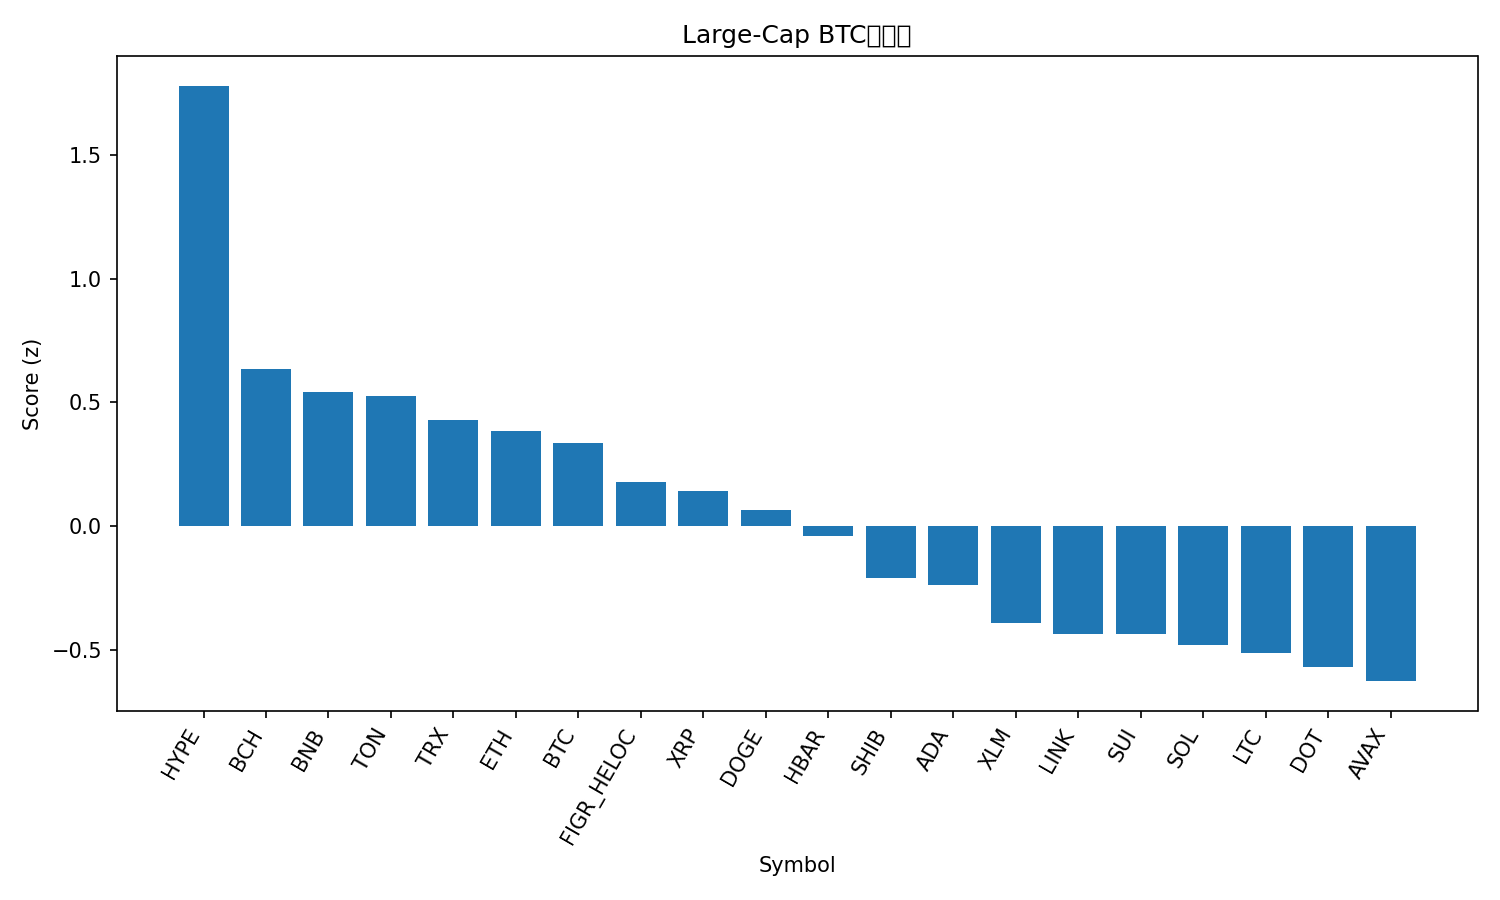 Large-Cap BTC
Score (z)
1.5
1.0
0.5
0.0
−0.5
HYPE
BCH
BNB
TON
TRX
ETH
BTC
FIGR_HELOC
XRP
DOGE
HBAR
SHIB
ADA
XLM
LINK
SUI
SOL
LTC
DOT
AVAX
Symbol